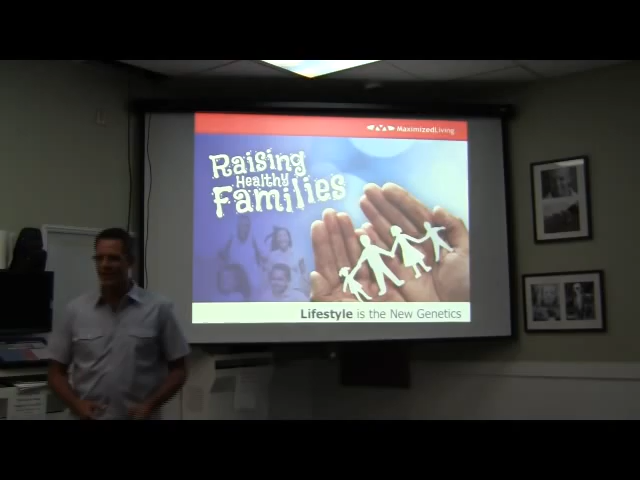 MaximizedLiving
Raising
Healthy
Families
Lifestyle is the New Genetics